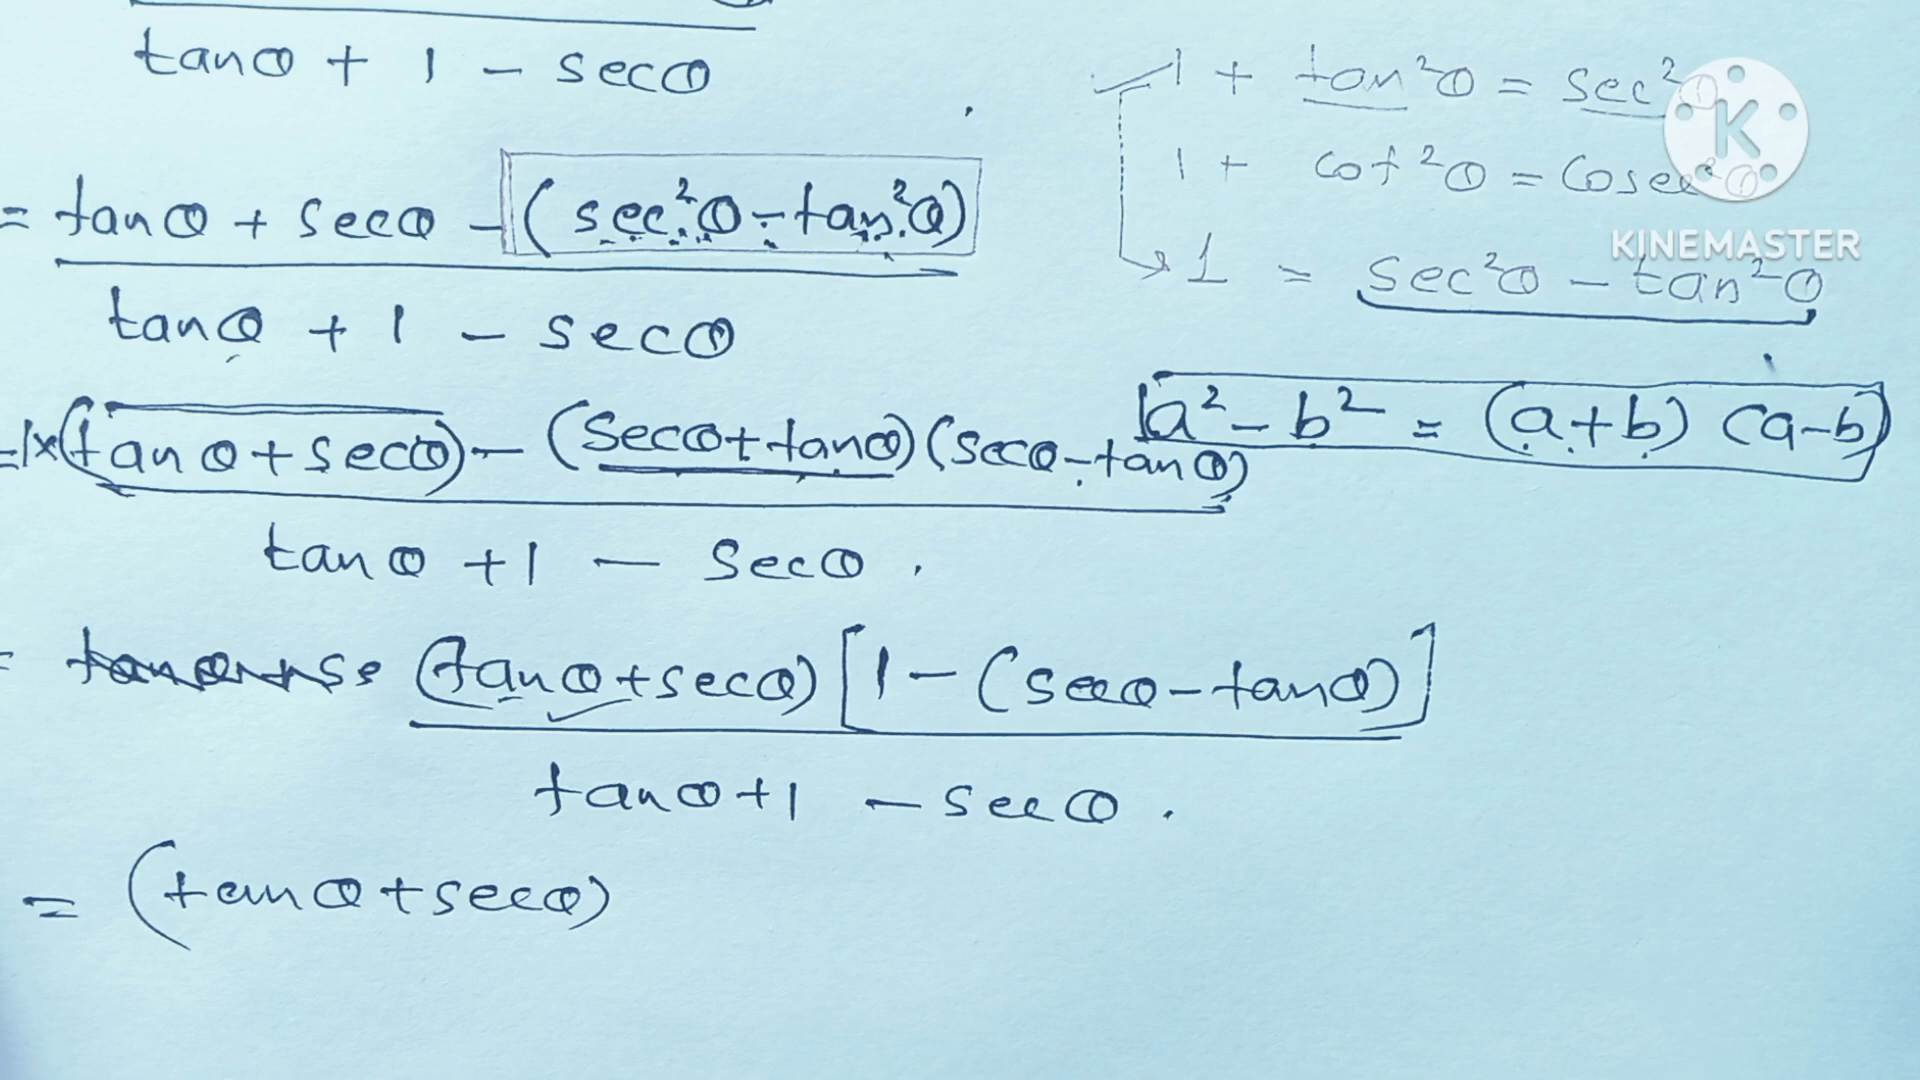 tanθ + 1 - secθ
= tanθ + secθ - (sec²θ - tan²θ)
tanθ + 1 - secθ
= 1×(tanθ + secθ) - (secθ + tanθ)(secθ - tanθ)
tanθ + 1 - secθ .
= (tanθ + secθ) [1 - (secθ - tanθ)]
tanθ + 1 - secθ .
= (tanθ + secθ)
1 + tan²θ = sec²θ
1 + cot²θ = cosec²θ
KINEMASTER
1 = sec²θ - tan²θ
a² - b² = (a+b) (a-b)